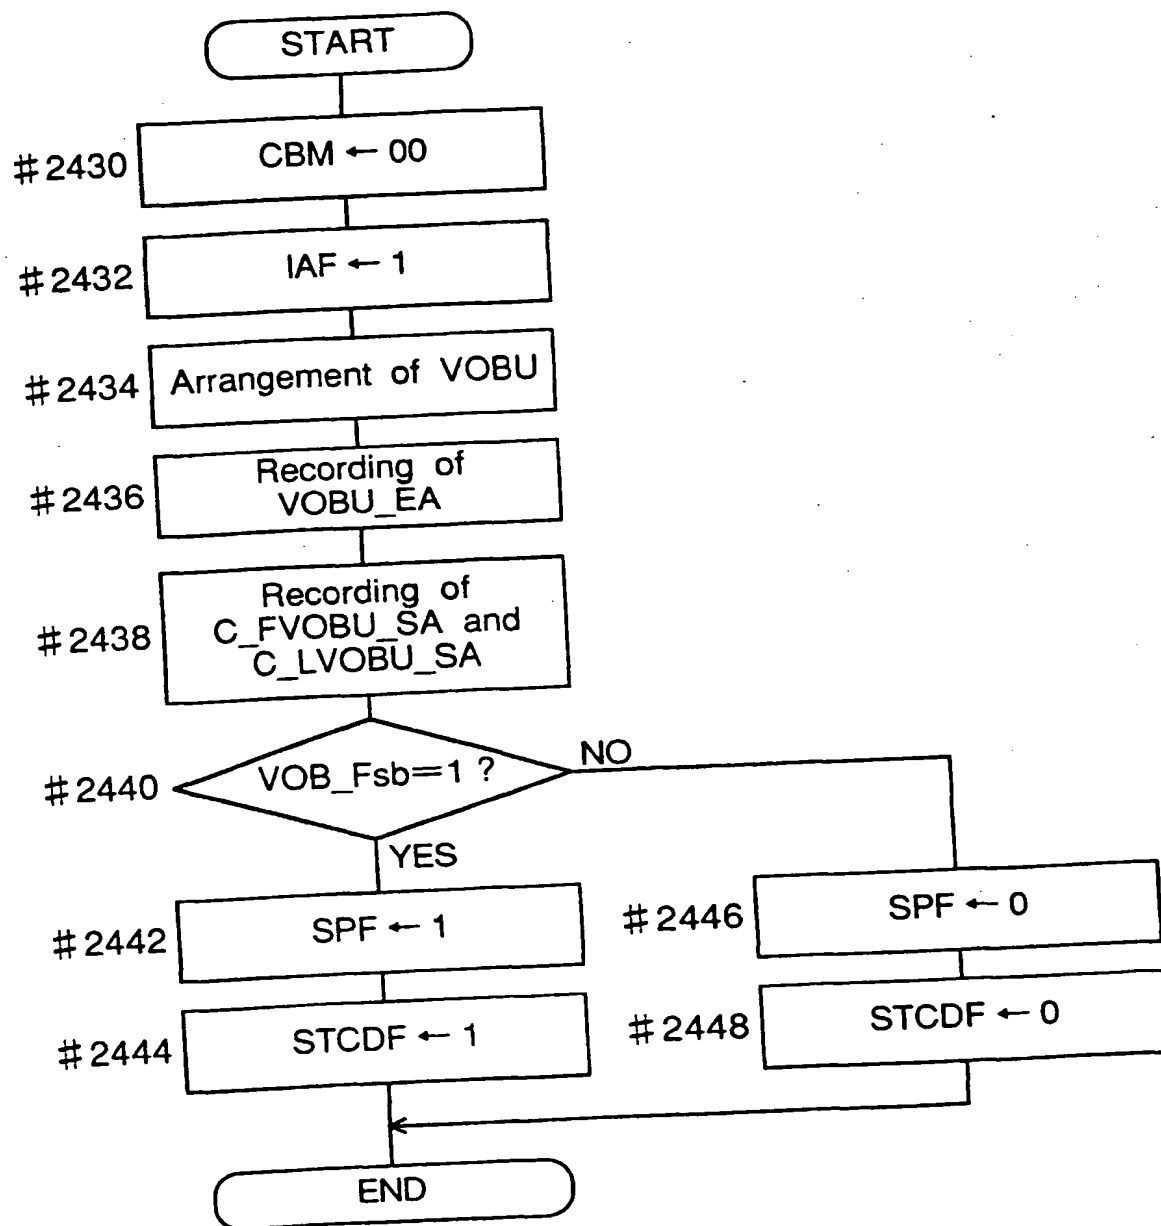 START
#2430
CBM ← 00
#2432
IAF ← 1
#2434
Arrangement of VOBU
#2436
Recording of
VOBU_EA
#2438
Recording of
C_FVOBU_SA and
C_LVOBU_SA
#2440
VOB_Fsb=1 ?
NO
YES
#2442
SPF ← 1
#2446
SPF ← 0
#2444
STCDF ← 1
#2448
STCDF ← 0
END